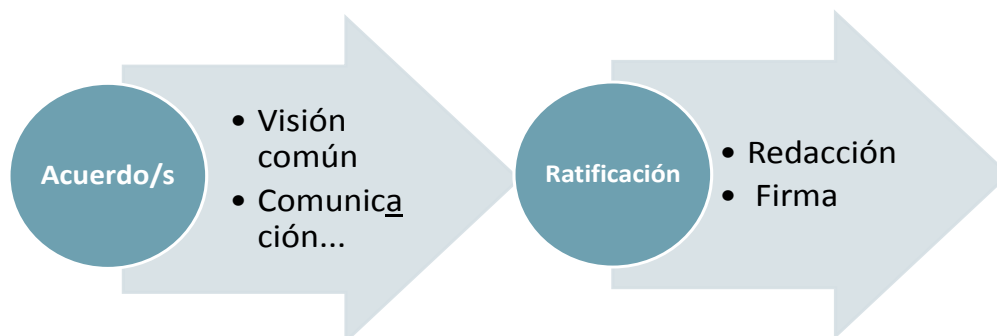 Acuerdo/s
• Visión
común
• Comunica
ción...
Ratificación
• Redacción
• Firma